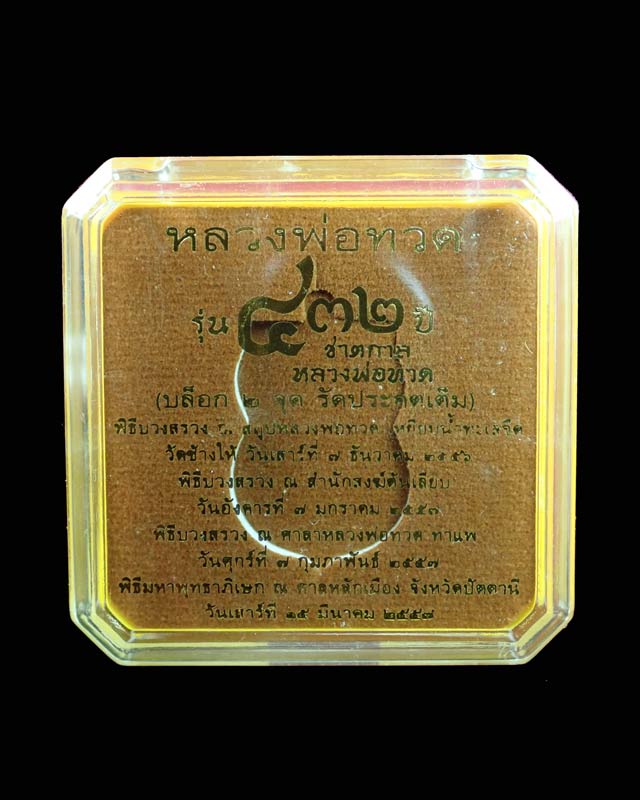 หลวงพ่อทวด
รุ่น ๔๓๒ ปี
ชาตกาล
หลวงพ่อทวด
(บล็อก ๒ จุด รัดประคตเต็ม)
พิธีบวงสรวง ณ สถูปหลวงพ่อทวด เหยียบน้ำทะเลจืด
วัดช้างให้ วันเสาร์ที่ ๗ ธันวาคม ๒๕๕๖
พิธีบวงสรวง ณ สำนักสงฆ์ต้นเลียบ
วันอังคารที่ ๗ มกราคม ๒๕๕๗
พิธีบวงสรวง ณ ศาลาหลวงพ่อทวด ท่าแพ
วันศุกร์ที่ ๗ กุมภาพันธ์ ๒๕๕๗
พิธีมหาพุทธาภิเษก ณ ศาลหลักเมือง จังหวัดปัตตานี
วันเสาร์ที่ ๑๕ มีนาคม ๒๕๕๗